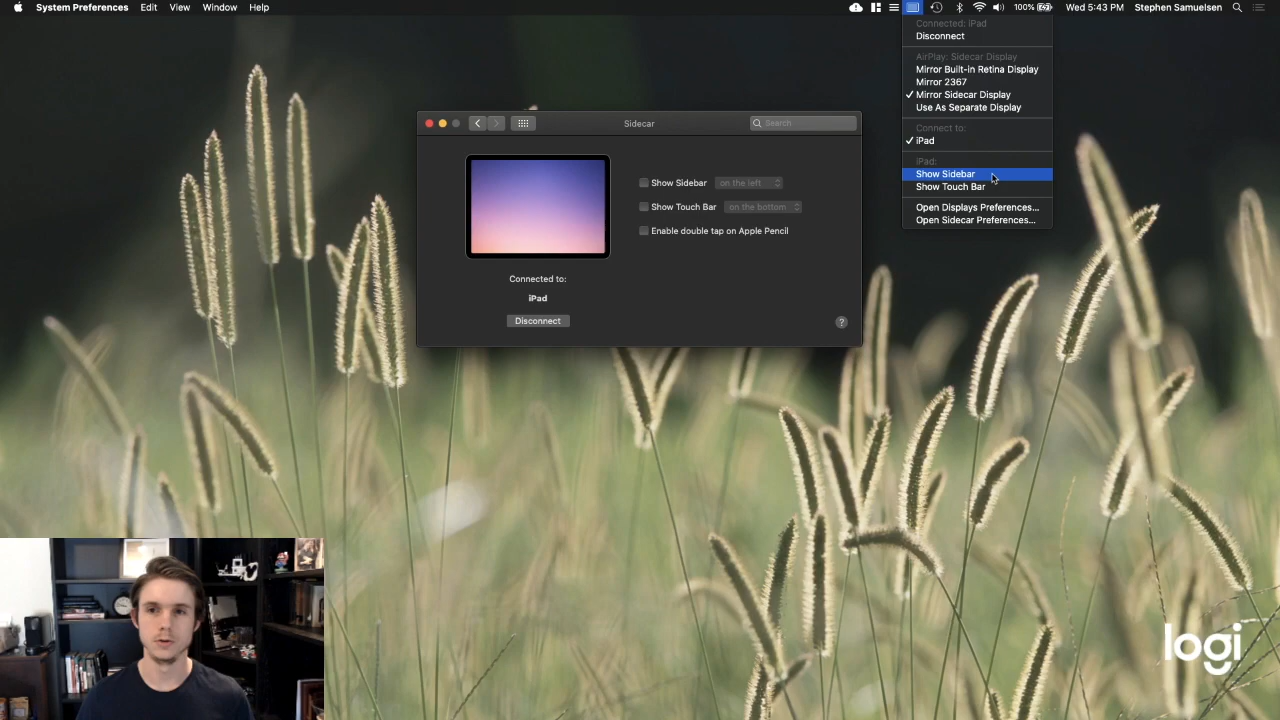 System Preferences Edit View Window Help
100% Wed 5:43 PM Stephen Samuelsen
Connected: iPad
Disconnect
AirPlay: Sidecar Display
Mirror Built-in Retina Display
Mirror 2367
✓ Mirror Sidecar Display
Use As Separate Display
Connect to:
✓ iPad
iPad:
Show Sidebar
Show Touch Bar
Open Displays Preferences...
Open Sidecar Preferences...
Sidecar
Search
Show Sidebar on the left
Show Touch Bar on the bottom
Enable double tap on Apple Pencil
Connected to:
iPad
Disconnect
?
logi